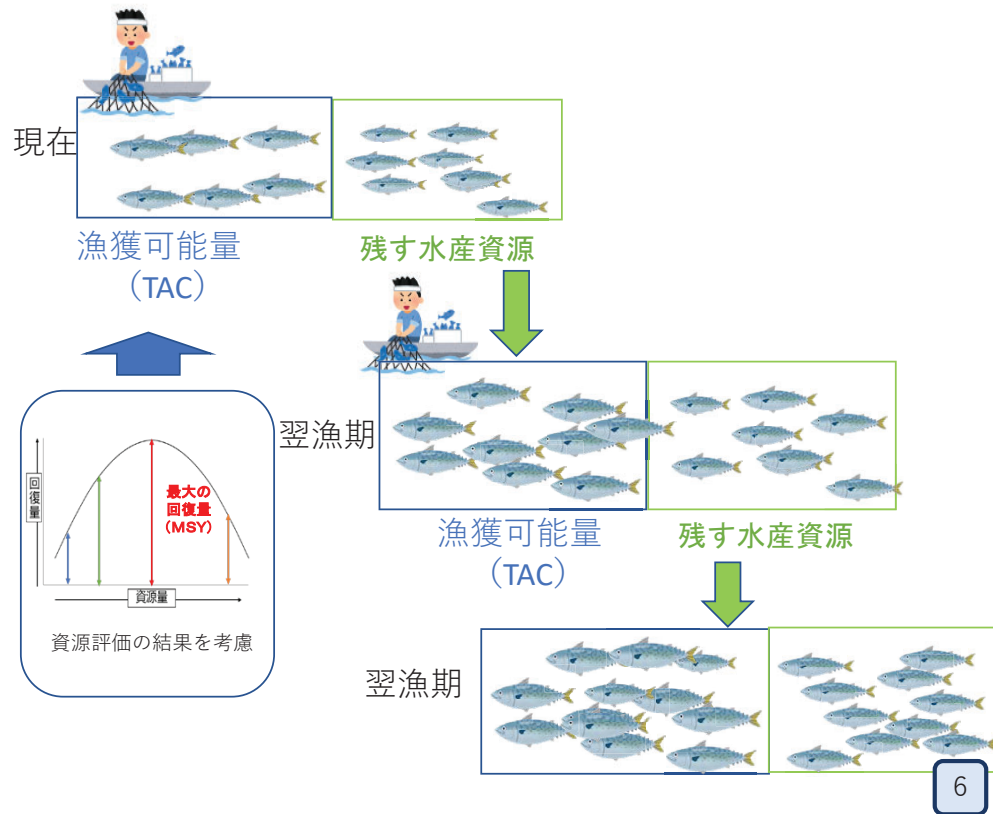 現在
漁獲可能量
（TAC）
残す水産資源
回復量
最大の
回復量
(MSY)
資源量
資源評価の結果を考慮
翌漁期
漁獲可能量
（TAC）
残す水産資源
翌漁期
6